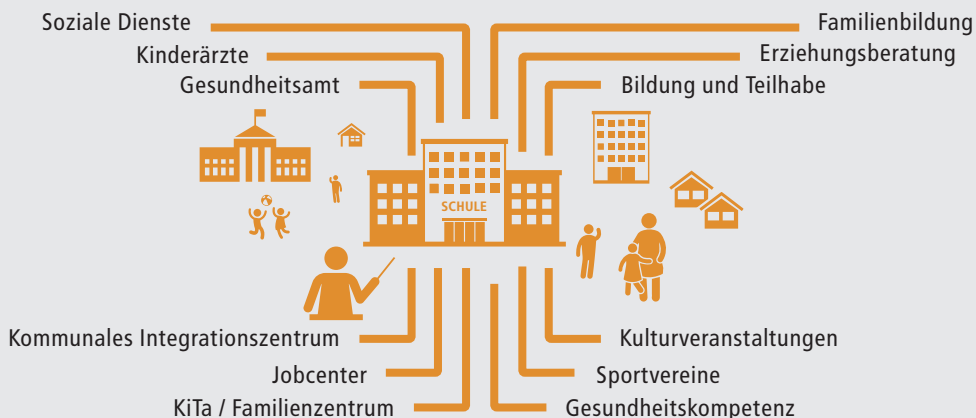 Soziale Dienste
Familienbildung
Kinderärzte
Erziehungsberatung
Gesundheitsamt
Bildung und Teilhabe
SCHULE
Kommunales Integrationszentrum
Kulturveranstaltungen
Jobcenter
Sportvereine
KiTa / Familienzentrum
Gesundheitskompetenz